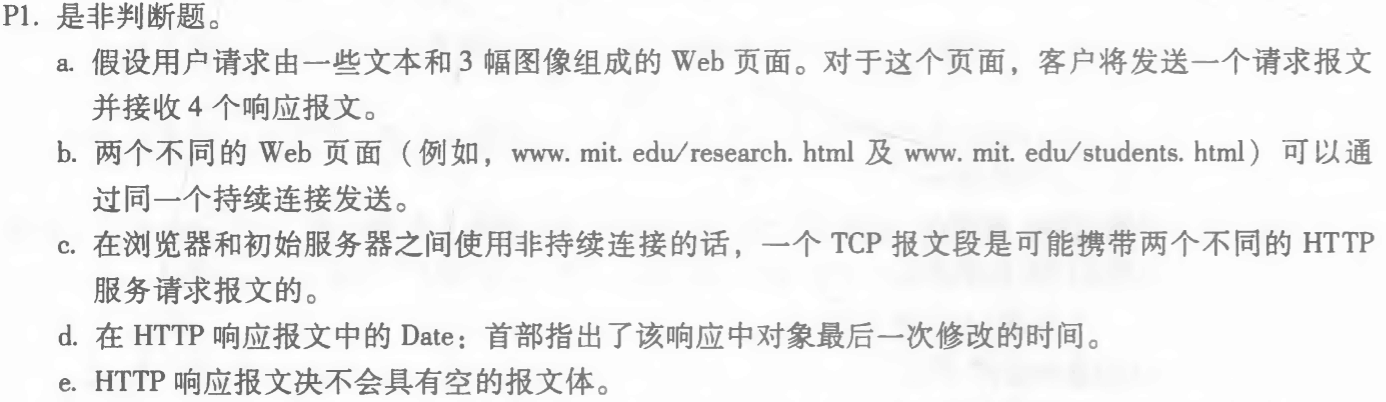 P1. 是非判断题。
a. 假设用户请求由一些文本和 3 幅图像组成的 Web 页面。对于这个页面，客户将发送一个请求报文
并接收 4 个响应报文。
b. 两个不同的 Web 页面（例如，www. mit. edu/research. html 及 www. mit. edu/students. html）可以通
过同一个持续连接发送。
c. 在浏览器和初始服务器之间使用非持续连接的话，一个 TCP 报文段是可能携带两个不同的 HTTP
服务请求报文的。
d. 在 HTTP 响应报文中的 Date：首部指出了该响应中对象最后一次修改的时间。
e. HTTP 响应报文决不会具有空的报文体。